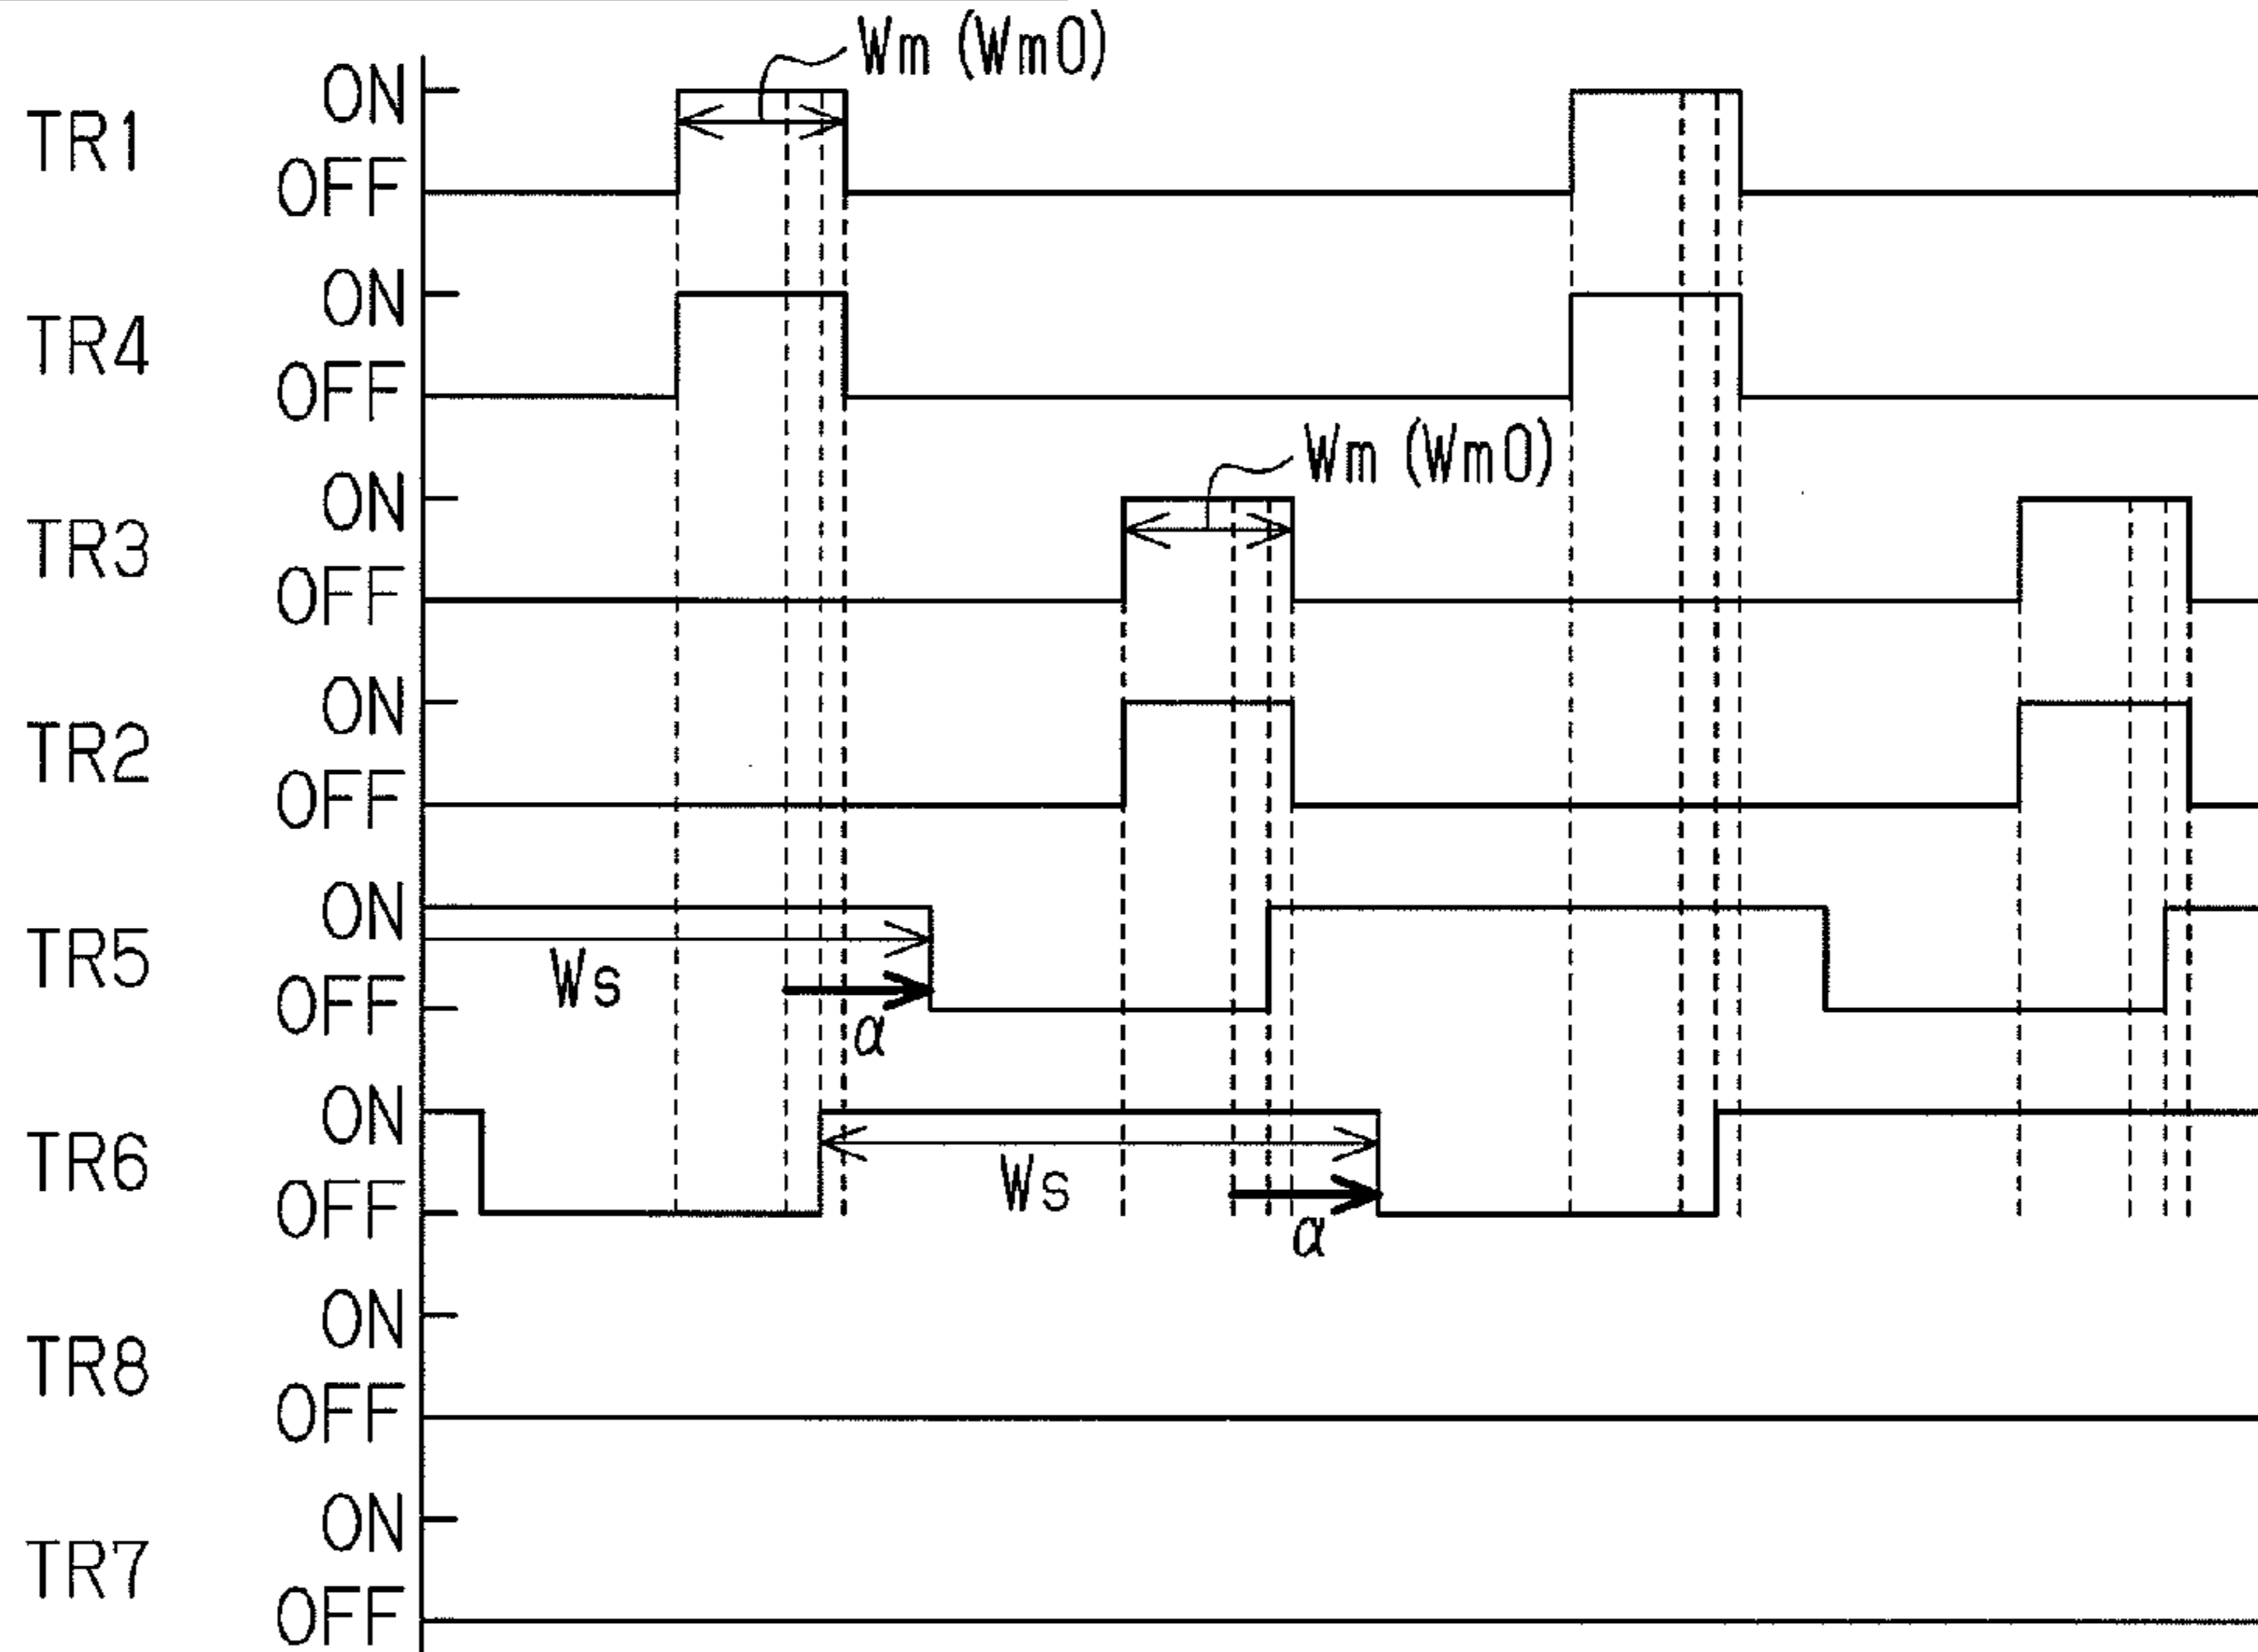 Wm (Wm0)
ON
TR1
OFF
ON
TR4
OFF
Wm (Wm0)
ON
TR3
OFF
ON
TR2
OFF
ON
TR5
Ws
OFF
α
ON
TR6
Ws
OFF
α
ON
TR8
OFF
ON
TR7
OFF